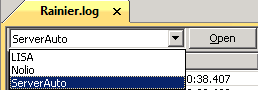 Rainier.log
ServerAuto
Open
LISA
Nolio
ServerAuto
0:38.407